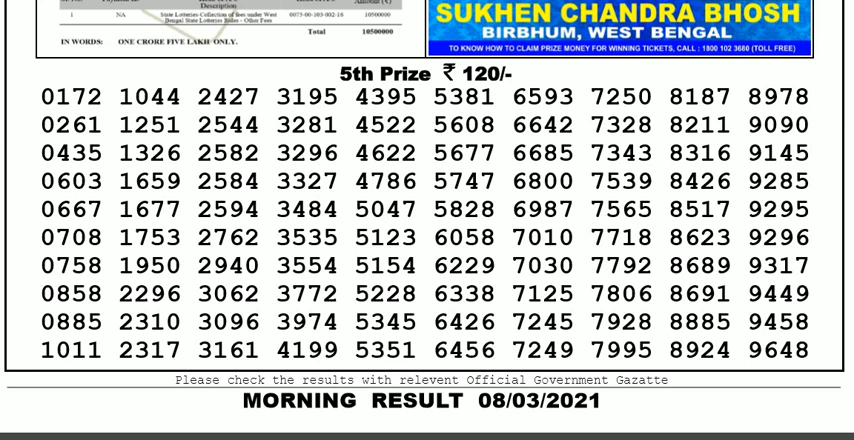 Description
Amount (₹)
1 NA State Lotteries-Collection of fees under West 0075-00-103-002-16 10500000
Bengal State Lotteries Rules - Other Fees
Total 10500000
IN WORDS: ONE CRORE FIVE LAKH ONLY.
SUKHEN CHANDRA BHOSH
BIRBHUM, WEST BENGAL
TO KNOW HOW TO CLAIM PRIZE MONEY FOR WINNING TICKETS, CALL : 1800 102 3680 (TOLL FREE)
5th Prize ₹ 120/-
0172 1044 2427 3195 4395 5381 6593 7250 8187 8978
0261 1251 2544 3281 4522 5608 6642 7328 8211 9090
0435 1326 2582 3296 4622 5677 6685 7343 8316 9145
0603 1659 2584 3327 4786 5747 6800 7539 8426 9285
0667 1677 2594 3484 5047 5828 6987 7565 8517 9295
0708 1753 2762 3535 5123 6058 7010 7718 8623 9296
0758 1950 2940 3554 5154 6229 7030 7792 8689 9317
0858 2296 3062 3772 5228 6338 7125 7806 8691 9449
0885 2310 3096 3974 5345 6426 7245 7928 8885 9458
1011 2317 3161 4199 5351 6456 7249 7995 8924 9648
Please check the results with relevent Official Government Gazatte
MORNING RESULT 08/03/2021